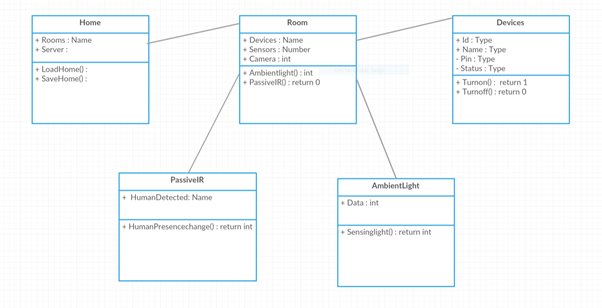 Home
+ Rooms : Name
+ Server :
+ LoadHome() :
+ SaveHome() :
Room
+ Devices : Name
+ Sensors : Number
+ Camera : int
+ Ambientlight() : int
+ PassiveIR() : return 0
Devices
+ Id : Type
+ Name : Type
- Pin : Type
- Status : Type
+ Turnon() :  return 1
+ Turnoff() : return 0
PassiveIR
+  HumanDetected: Name
+ HumanPresencechange() : return int
AmbientLight
+ Data : int
+ Sensinglight() : return int